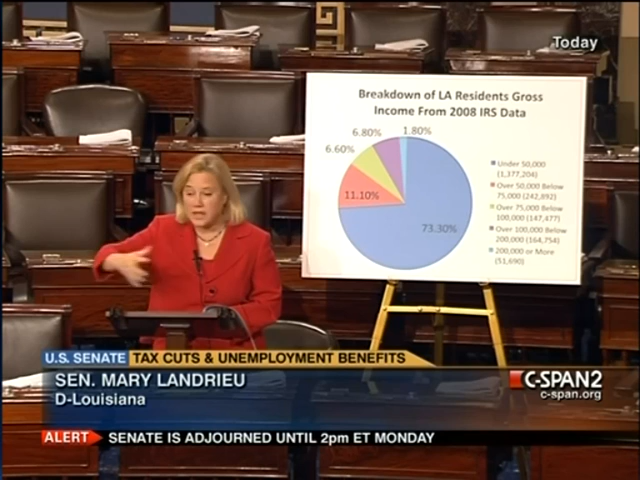 Today
Breakdown of LA Residents Gross
Income From 2008 IRS Data
1.80%
6.80%
6.60%
11.10%
73.30%
Under 50,000
(1,377,204)
Over 50,000 Below
75,000 (242,892)
Over 75,000 Below
100,000 (147,477)
Over 100,000 Below
200,000 (164,754)
200,000 or More
(51,690)
U.S. SENATE TAX CUTS & UNEMPLOYMENT BENEFITS
SEN. MARY LANDRIEU
D-Louisiana
C-SPAN2
c-span.org
ALERT SENATE IS ADJOURNED UNTIL 2pm ET MONDAY